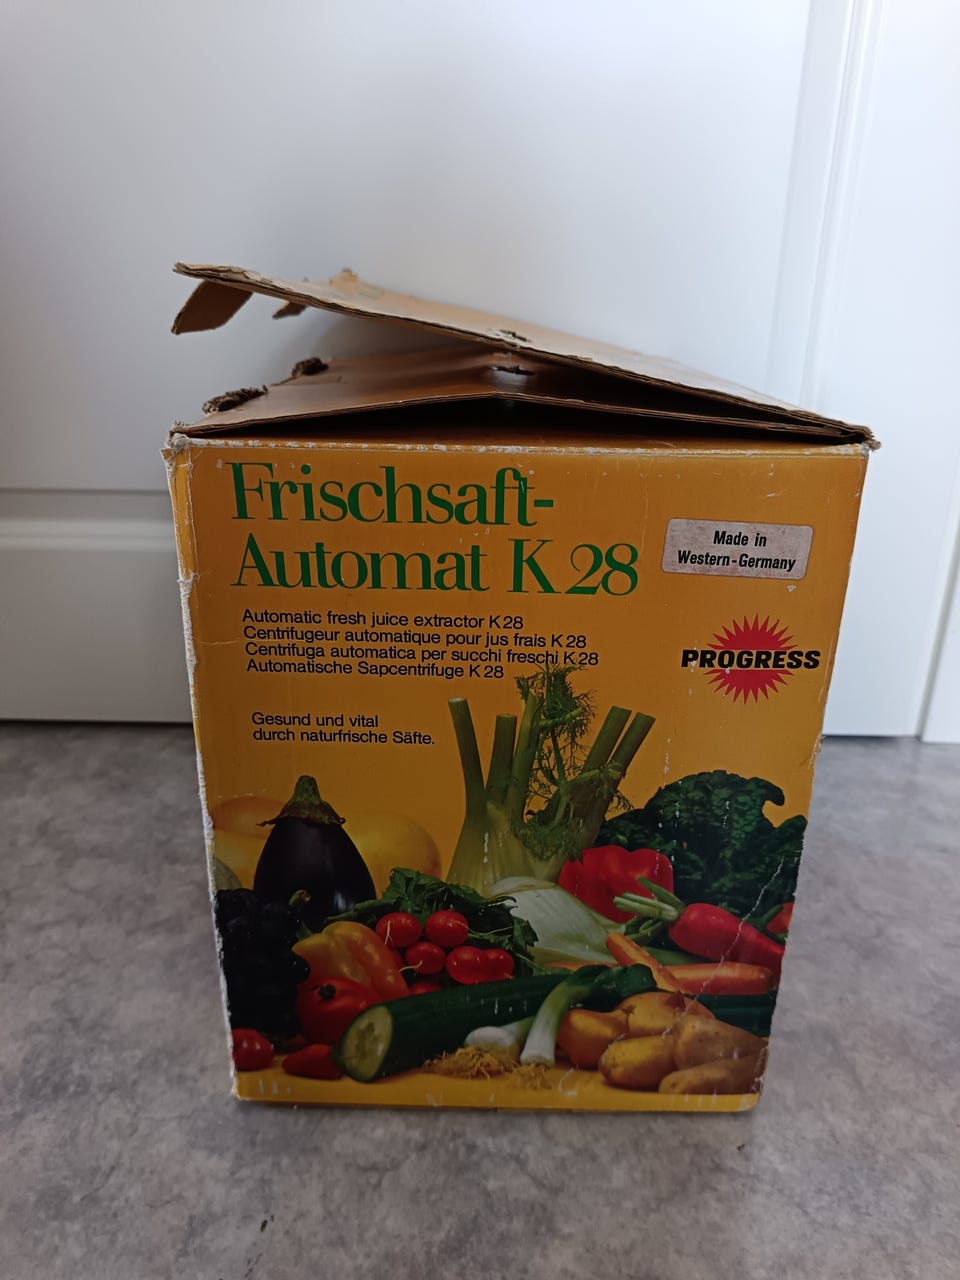 Frischsaft-
Automat K 28
Made in
Western-Germany
Automatic fresh juice extractor K 28
Centrifugeur automatique pour jus frais K 28
Centrifuga automatica per succhi freschi K 28
Automatische Sapcentrifuge K 28
PROGRESS
Gesund und vital
durch naturfrische Säfte.